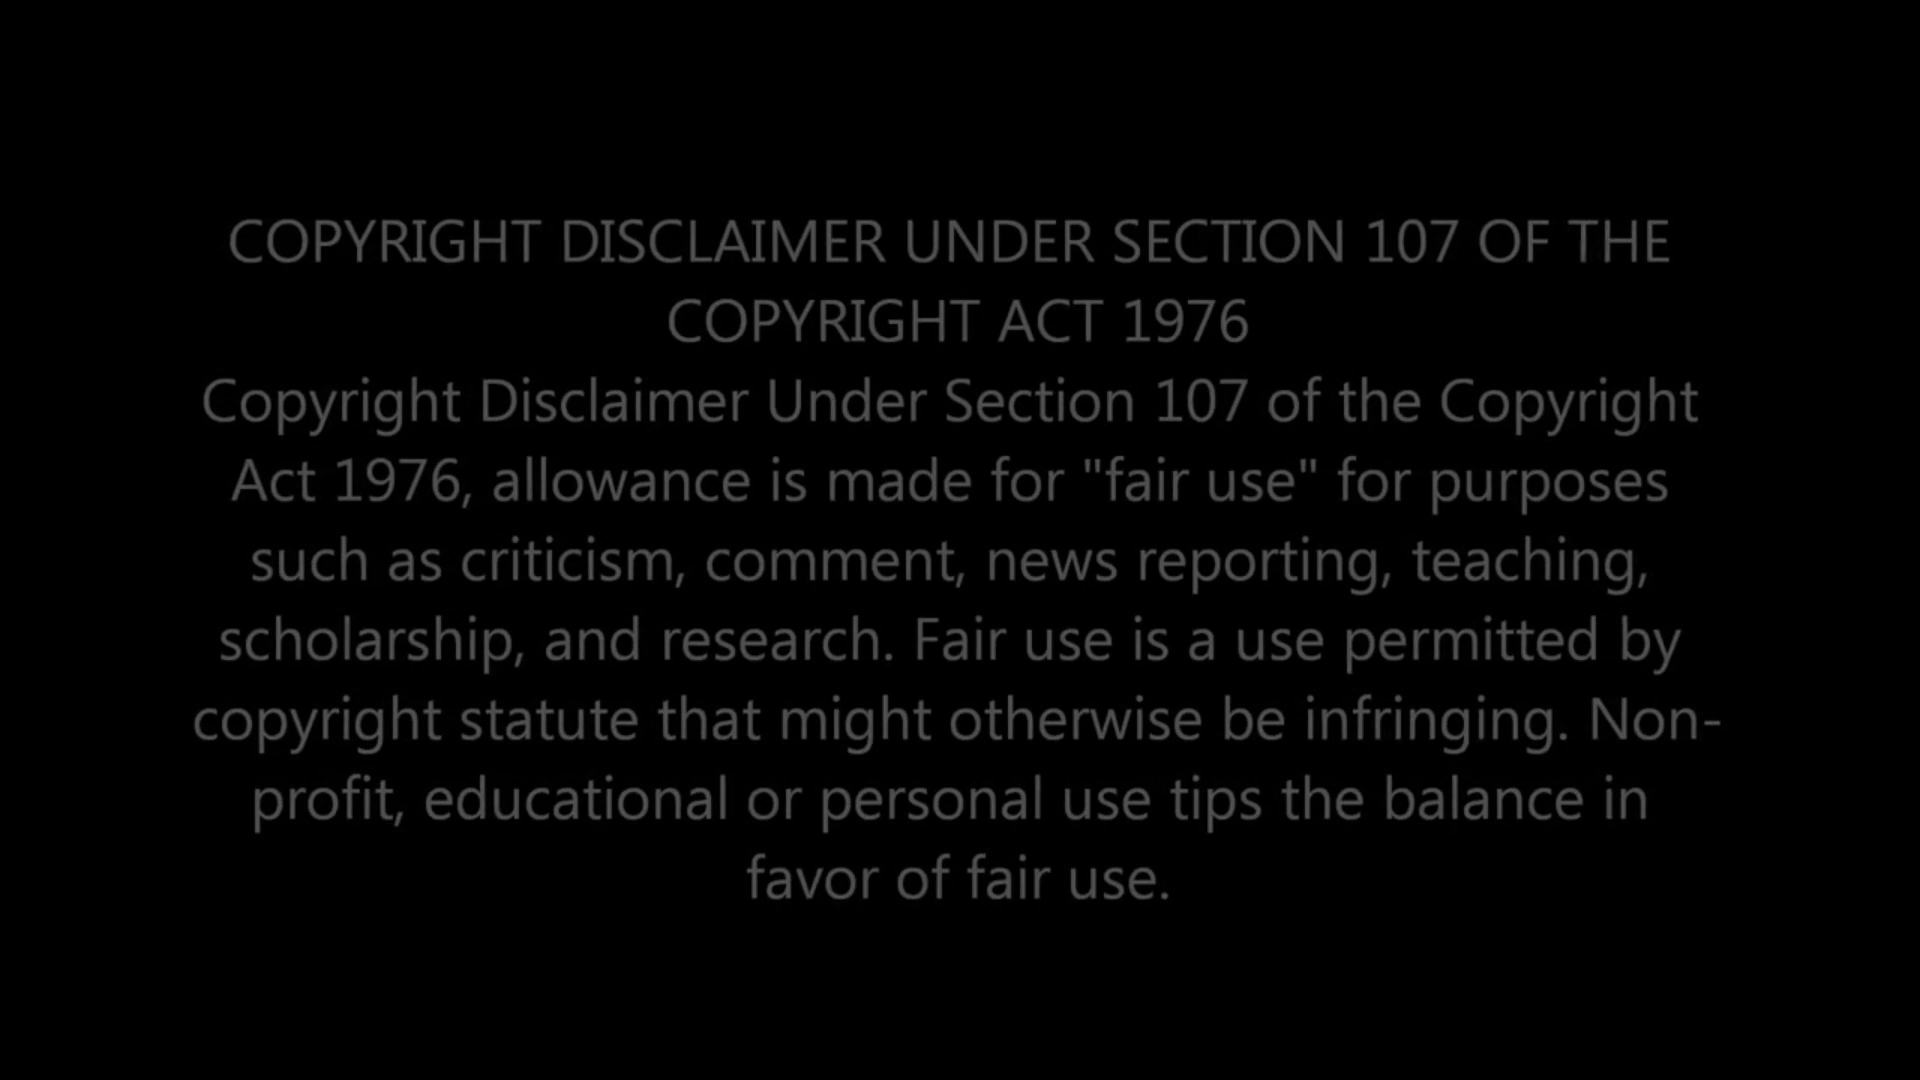 COPYRIGHT DISCLAIMER UNDER SECTION 107 OF THE
COPYRIGHT ACT 1976
Copyright Disclaimer Under Section 107 of the Copyright
Act 1976, allowance is made for "fair use" for purposes
such as criticism, comment, news reporting, teaching,
scholarship, and research. Fair use is a use permitted by
copyright statute that might otherwise be infringing. Non-
profit, educational or personal use tips the balance in
favor of fair use.